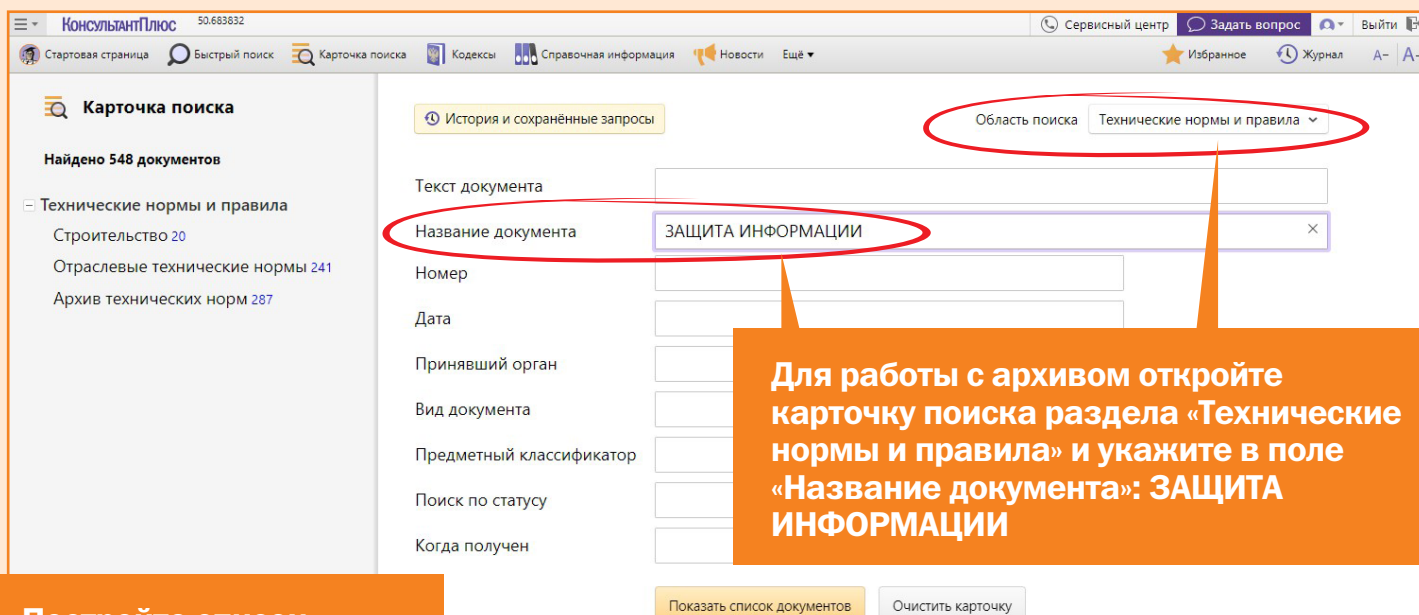 КонсультантПлюс 50.683832 Сервисный центр Задать вопрос Выйти
Стартовая страница Быстрый поиск Карточка поиска Кодексы Справочная информация Новости Ещё Избранное Журнал А- А
Карточка поиска
История и сохранённые запросы Область поиска Технические нормы и правила
Найдено 548 документов
Технические нормы и правила
Строительство 20
Отраслевые технические нормы 241
Архив технических норм 287
Текст документа
Название документа ЗАЩИТА ИНФОРМАЦИИ
Номер
Дата
Принявший орган
Вид документа
Предметный классификатор
Поиск по статусу
Когда получен
Для работы с архивом откройте
карточку поиска раздела «Технические
нормы и правила» и укажите в поле
«Название документа»: ЗАЩИТА
ИНФОРМАЦИИ
Показать список документов Очистить карточку